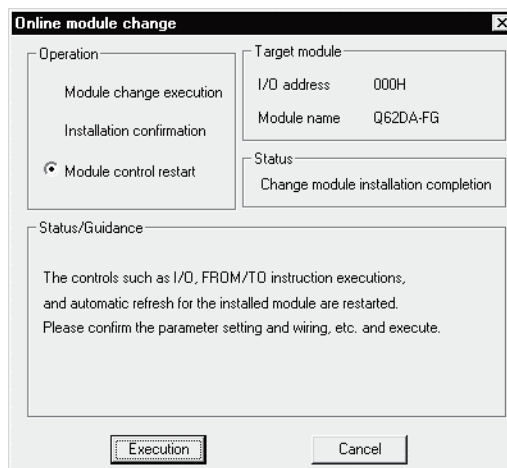 Online module change
Operation
Module change execution
Installation confirmation
Module control restart
Target module
I/O address 000H
Module name Q62DA-FG
Status
Change module installation completion
Status/Guidance
The controls such as I/O, FROM/TO instruction executions,
and automatic refresh for the installed module are restarted.
Please confirm the parameter setting and wiring, etc. and execute.
Execution
Cancel